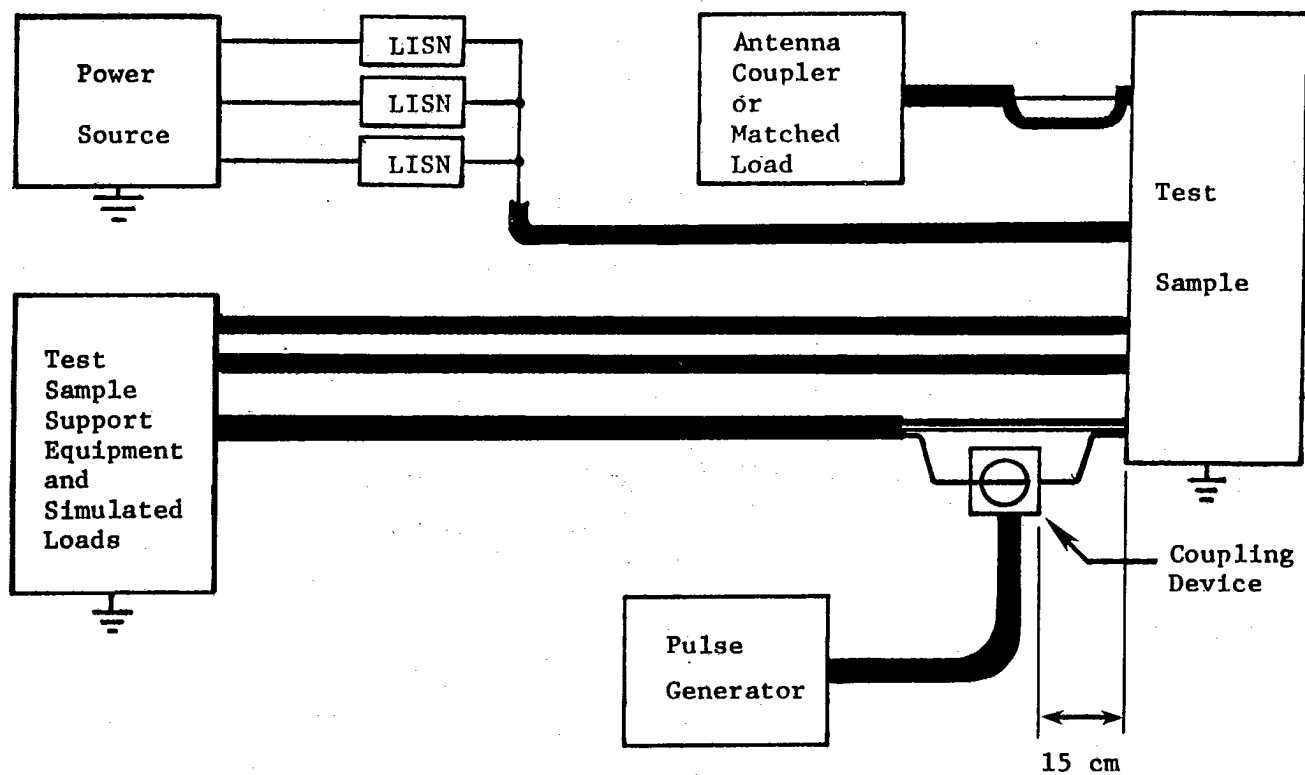 Power
Source
LISN
LISN
LISN
Antenna
Coupler
or
Matched
Load
Test
Sample
Test
Sample
Support
Equipment
and
Simulated
Loads
Coupling
Device
Pulse
Generator
15 cm